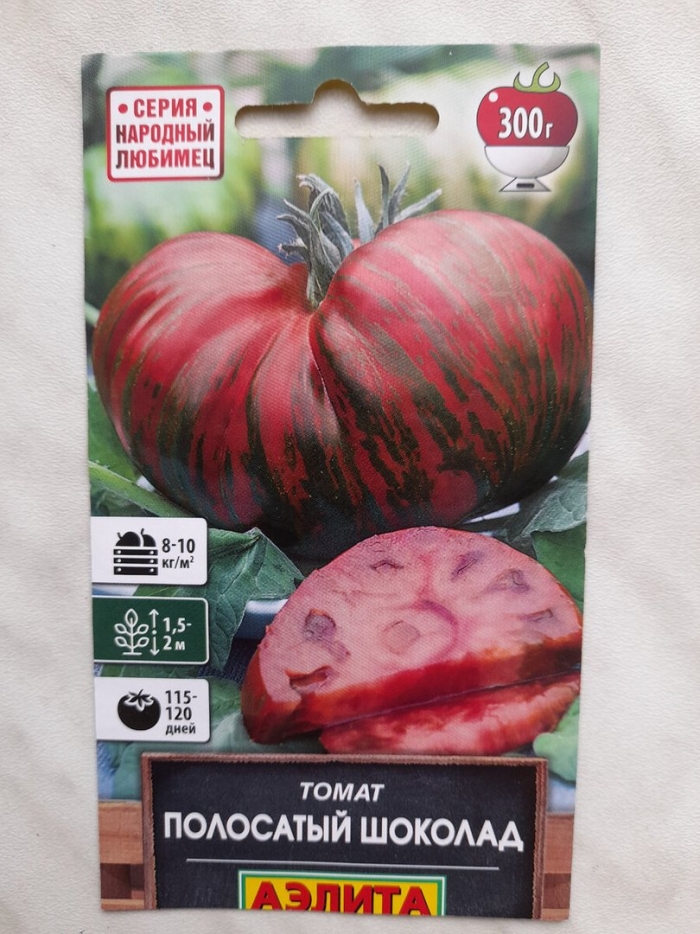 • СЕРИЯ •
НАРОДНЫЙ
ЛЮБИМЕЦ
300г
8-10
кг/м²
1,5-
2 м
115-
120
дней
ТОМАТ
ПОЛОСАТЫЙ ШОКОЛАД
АЭЛИТА